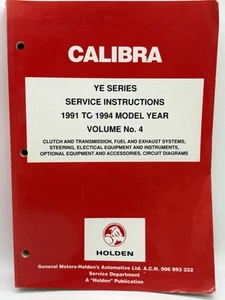 CALIBRA
YE SERIES
SERVICE INSTRUCTIONS
1991 TO 1994 MODEL YEAR
VOLUME No. 4
CLUTCH AND TRANSMISSION, FUEL AND EXHAUST SYSTEMS,
STEERING, ELECTRICAL EQUIPMENT AND INSTRUMENTS,
OPTIONAL EQUIPMENT AND ACCESSORIES, CIRCUIT DIAGRAMS
HOLDEN
General Motors-Holden's Automotive Ltd. A.C.N. 006 893 232
Service Department
A "Holden" Publication